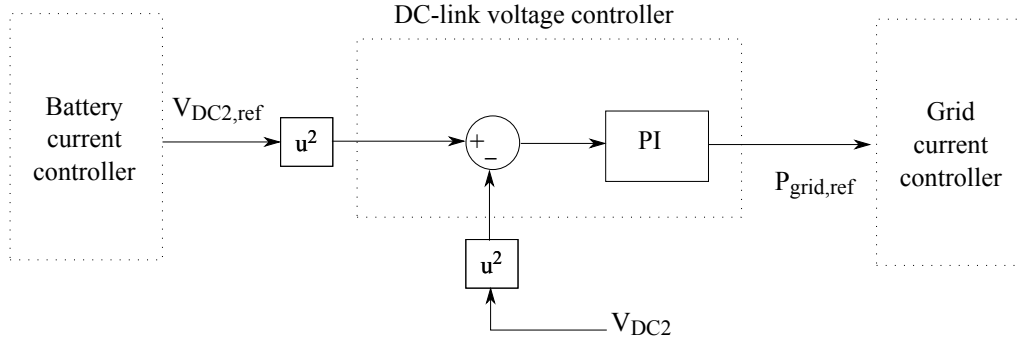 DC-link voltage controller
Battery
current
controller
V_DC2,ref
u²
+
−
PI
P_grid,ref
Grid
current
controller
u²
V_DC2